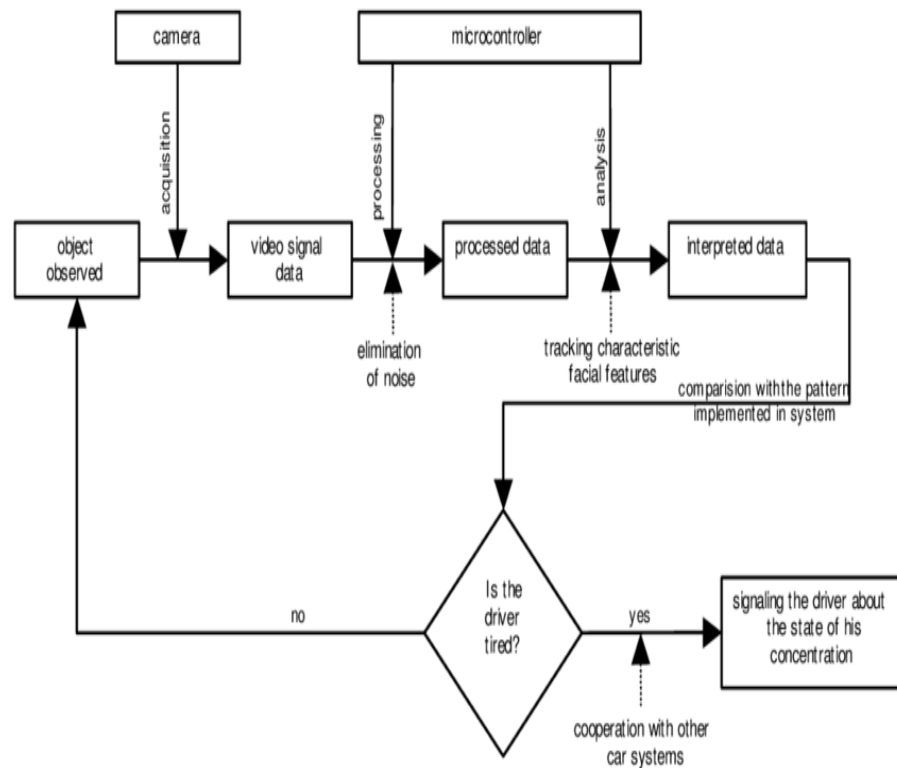 camera
microcontroller
acquisition
processing
analysis
object
observed
video signal
data
processed data
interpreted data
elimination
of noise
tracking characteristic
facial features
comparision with the pattern
implemented in system
Is the
driver
tired?
no
yes
signaling the driver about
the state of his
concentration
cooperation with other
car systems